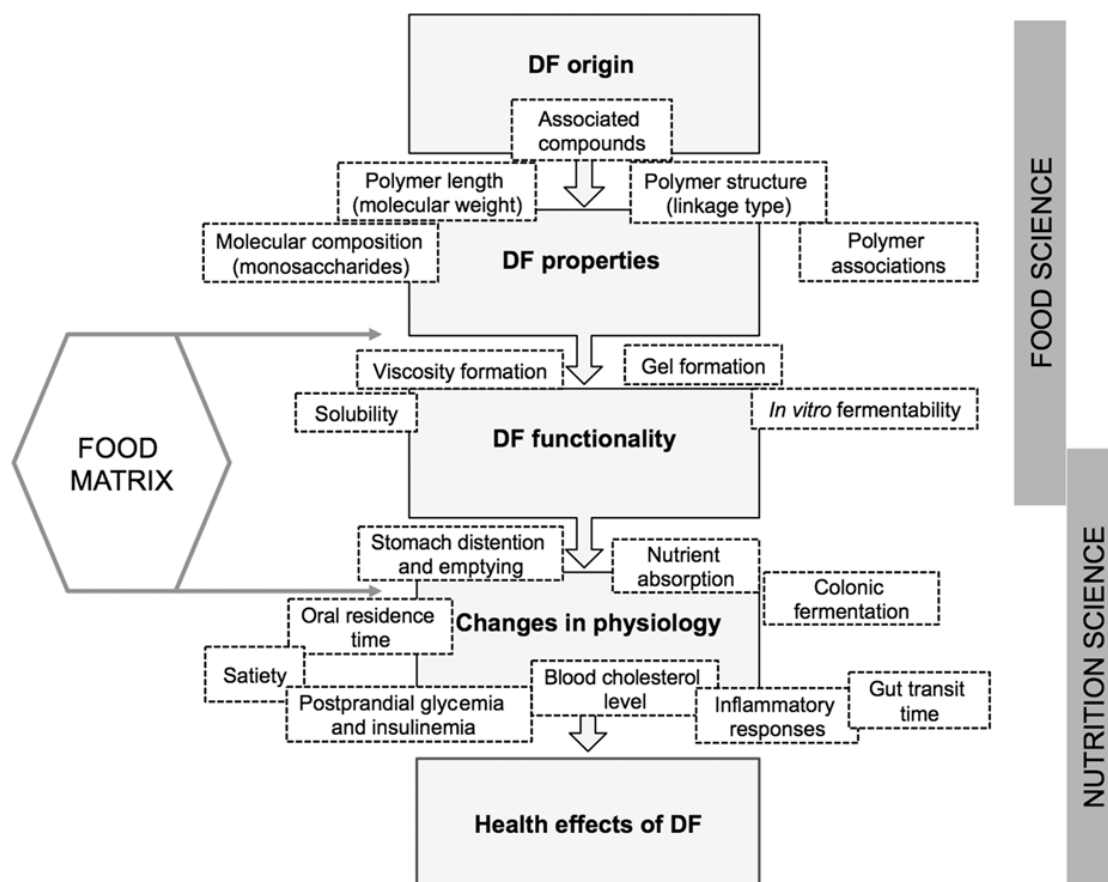 DF origin
Associated
compounds
Polymer length
(molecular weight)
Polymer structure
(linkage type)
Molecular composition
(monosaccharides)
DF properties
Polymer
associations
FOOD SCIENCE
Viscosity formation
Gel formation
Solubility
In vitro fermentability
DF functionality
FOOD
MATRIX
Stomach distention
and emptying
Nutrient
absorption
Colonic
fermentation
Oral residence
time
Changes in physiology
Satiety
Postprandial glycemia
and insulinemia
Blood cholesterol
level
Inflammatory
responses
Gut transit
time
NUTRITION SCIENCE
Health effects of DF